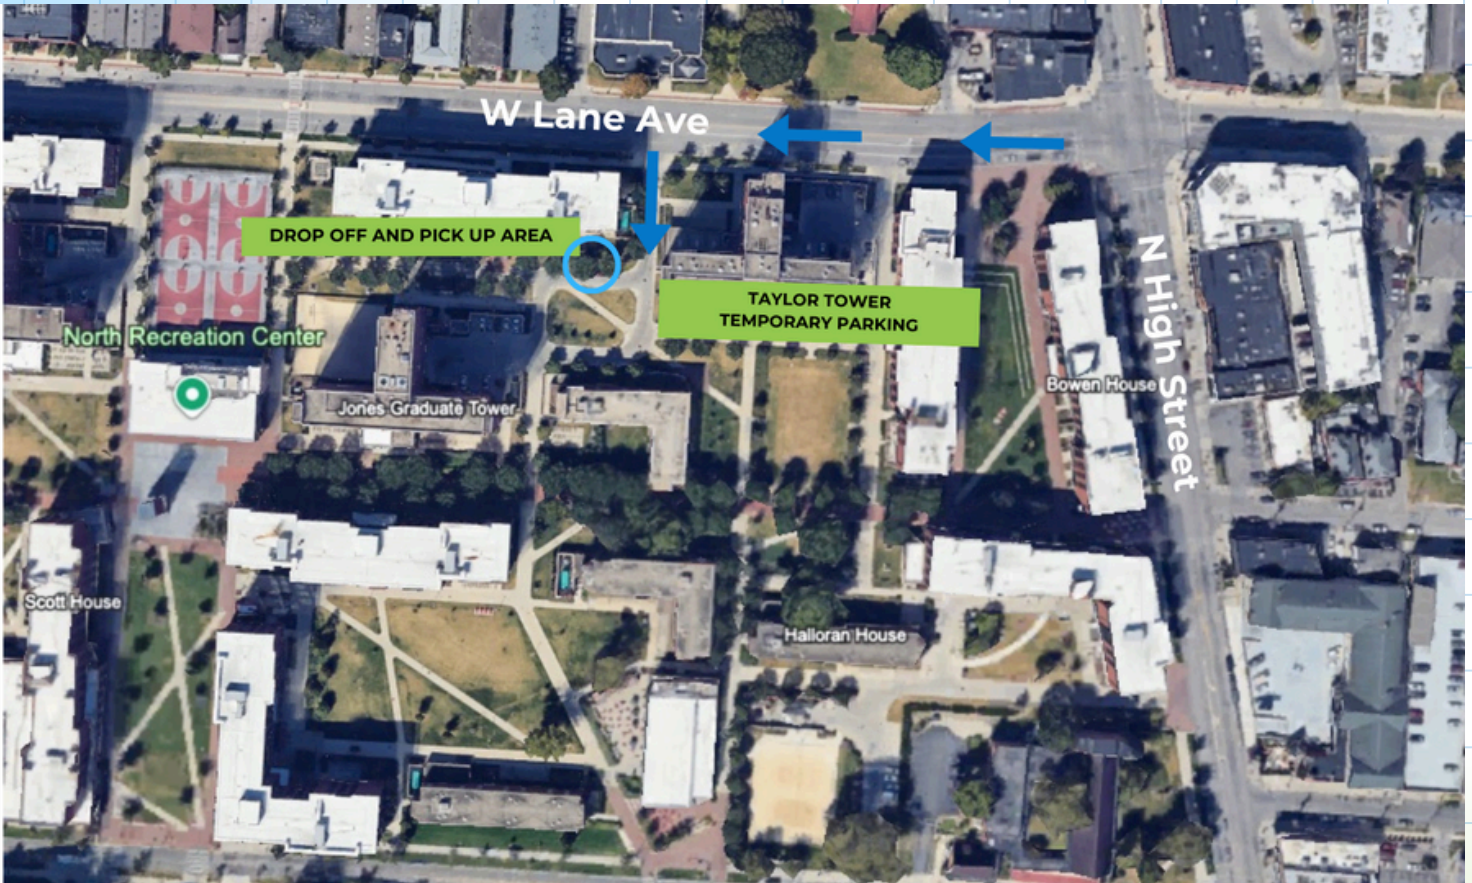 W Lane Ave
DROP OFF AND PICK UP AREA
TAYLOR TOWER
TEMPORARY PARKING
N High Street
North Recreation Center
Bowen House
Jones Graduate Tower
Scott House
Halloran House